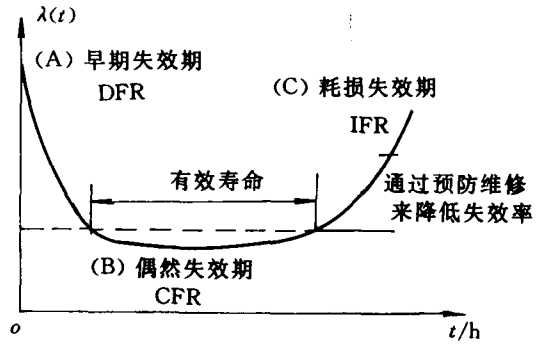 λ(t)
(A) 早期失效期
DFR
(C) 耗损失效期
IFR
有效寿命
通过预防维修
来降低失效率
(B) 偶然失效期
CFR
o
t/h